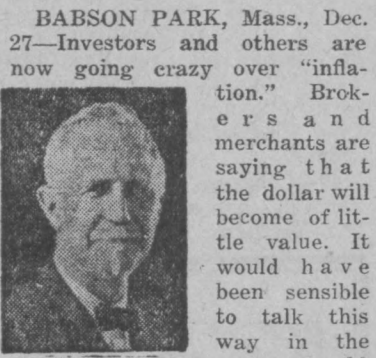 BABSON PARK, Mass., Dec.
27—Investors and others are
now going crazy over "infla-
tion." Brok-
ers and
merchants are
saying that
the dollar will
become of lit-
tle value. It
would have
been sensible
to talk this
way in the